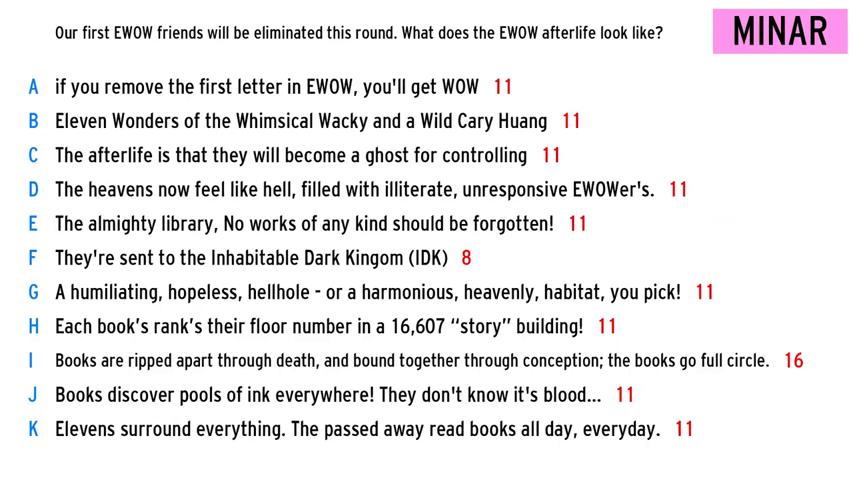 Our first EWOW friends will be eliminated this round. What does the EWOW afterlife look like?
MINAR
A if you remove the first letter in EWOW, you'll get WOW 11
B Eleven Wonders of the Whimsical Wacky and a Wild Cary Huang 11
C The afterlife is that they will become a ghost for controlling 11
D The heavens now feel like hell, filled with illiterate, unresponsive EWOWer's. 11
E The almighty library, No works of any kind should be forgotten! 11
F They're sent to the Inhabitable Dark Kingom (IDK) 8
G A humiliating, hopeless, hellhole - or a harmonious, heavenly, habitat, you pick! 11
H Each book’s rank’s their floor number in a 16,607 “story” building! 11
I Books are ripped apart through death, and bound together through conception; the books go full circle. 16
J Books discover pools of ink everywhere! They don't know it's blood... 11
K Elevens surround everything. The passed away read books all day, everyday. 11